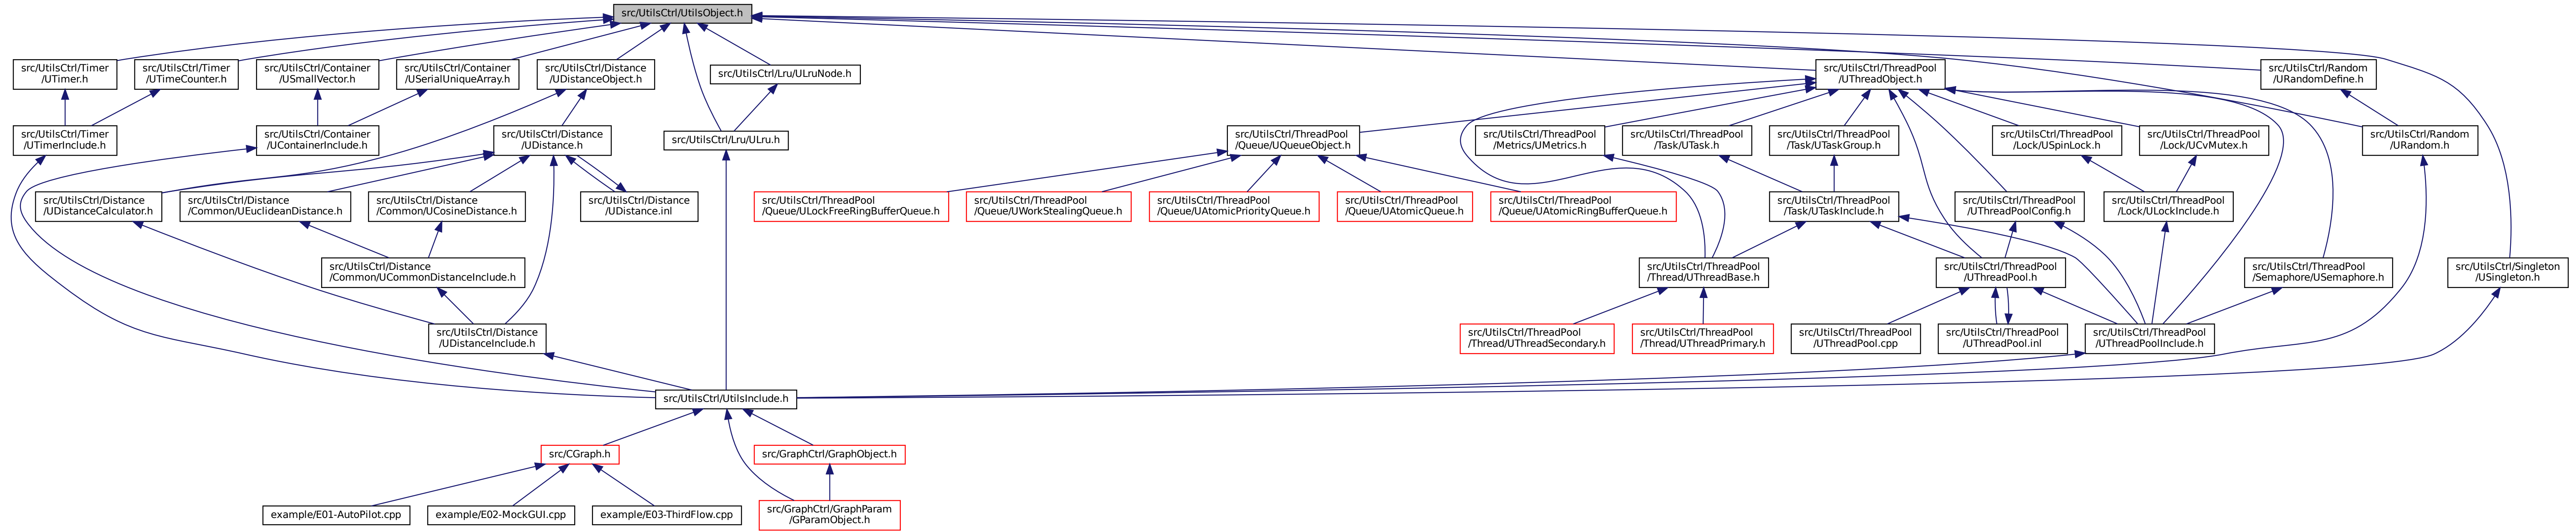 src/UtilsCtrl/UtilsObject.h
src/UtilsCtrl/Timer
/UTimer.h
src/UtilsCtrl/Timer
/UTimeCounter.h
src/UtilsCtrl/Container
/USmallVector.h
src/UtilsCtrl/Container
/USerialUniqueArray.h
src/UtilsCtrl/Distance
/UDistanceObject.h
src/UtilsCtrl/Lru/ULruNode.h
src/UtilsCtrl/ThreadPool
/UThreadObject.h
src/UtilsCtrl/Random
/URandomDefine.h
src/UtilsCtrl/Timer
/UTimerInclude.h
src/UtilsCtrl/Container
/UContainerInclude.h
src/UtilsCtrl/Distance
/UDistance.h
src/UtilsCtrl/Lru/ULru.h
src/UtilsCtrl/ThreadPool
/Queue/UQueueObject.h
src/UtilsCtrl/ThreadPool
/Metrics/UMetrics.h
src/UtilsCtrl/ThreadPool
/Task/UTask.h
src/UtilsCtrl/ThreadPool
/Task/UTaskGroup.h
src/UtilsCtrl/ThreadPool
/Lock/USpinLock.h
src/UtilsCtrl/ThreadPool
/Lock/UCvMutex.h
src/UtilsCtrl/Random
/URandom.h
src/UtilsCtrl/Distance
/UDistanceCalculator.h
src/UtilsCtrl/Distance
/Common/UEuclideanDistance.h
src/UtilsCtrl/Distance
/Common/UCosineDistance.h
src/UtilsCtrl/Distance
/UDistance.inl
src/UtilsCtrl/ThreadPool
/Queue/ULockFreeRingBufferQueue.h
src/UtilsCtrl/ThreadPool
/Queue/UWorkStealingQueue.h
src/UtilsCtrl/ThreadPool
/Queue/UAtomicPriorityQueue.h
src/UtilsCtrl/ThreadPool
/Queue/UAtomicQueue.h
src/UtilsCtrl/ThreadPool
/Queue/UAtomicRingBufferQueue.h
src/UtilsCtrl/ThreadPool
/Task/UTaskInclude.h
src/UtilsCtrl/ThreadPool
/UThreadPoolConfig.h
src/UtilsCtrl/ThreadPool
/Lock/ULockInclude.h
src/UtilsCtrl/Distance
/Common/UCommonDistanceInclude.h
src/UtilsCtrl/ThreadPool
/Thread/UThreadBase.h
src/UtilsCtrl/ThreadPool
/UThreadPool.h
src/UtilsCtrl/ThreadPool
/Semaphore/USemaphore.h
src/UtilsCtrl/Singleton
/USingleton.h
src/UtilsCtrl/Distance
/UDistanceInclude.h
src/UtilsCtrl/ThreadPool
/Thread/UThreadSecondary.h
src/UtilsCtrl/ThreadPool
/Thread/UThreadPrimary.h
src/UtilsCtrl/ThreadPool
/UThreadPool.cpp
src/UtilsCtrl/ThreadPool
/UThreadPool.inl
src/UtilsCtrl/ThreadPool
/UThreadPoolInclude.h
src/UtilsCtrl/UtilsInclude.h
src/CGraph.h
src/GraphCtrl/GraphObject.h
example/E01-AutoPilot.cpp
example/E02-MockGUI.cpp
example/E03-ThirdFlow.cpp
src/GraphCtrl/GraphParam
/GParamObject.h